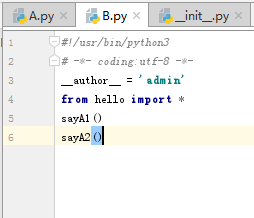 A.py B.py __init__.py
1 #!/usr/bin/python3
2 # -*- coding:utf-8 -*-
3 __author__ = 'admin'
4 from hello import *
5 sayA1()
6 sayA2()